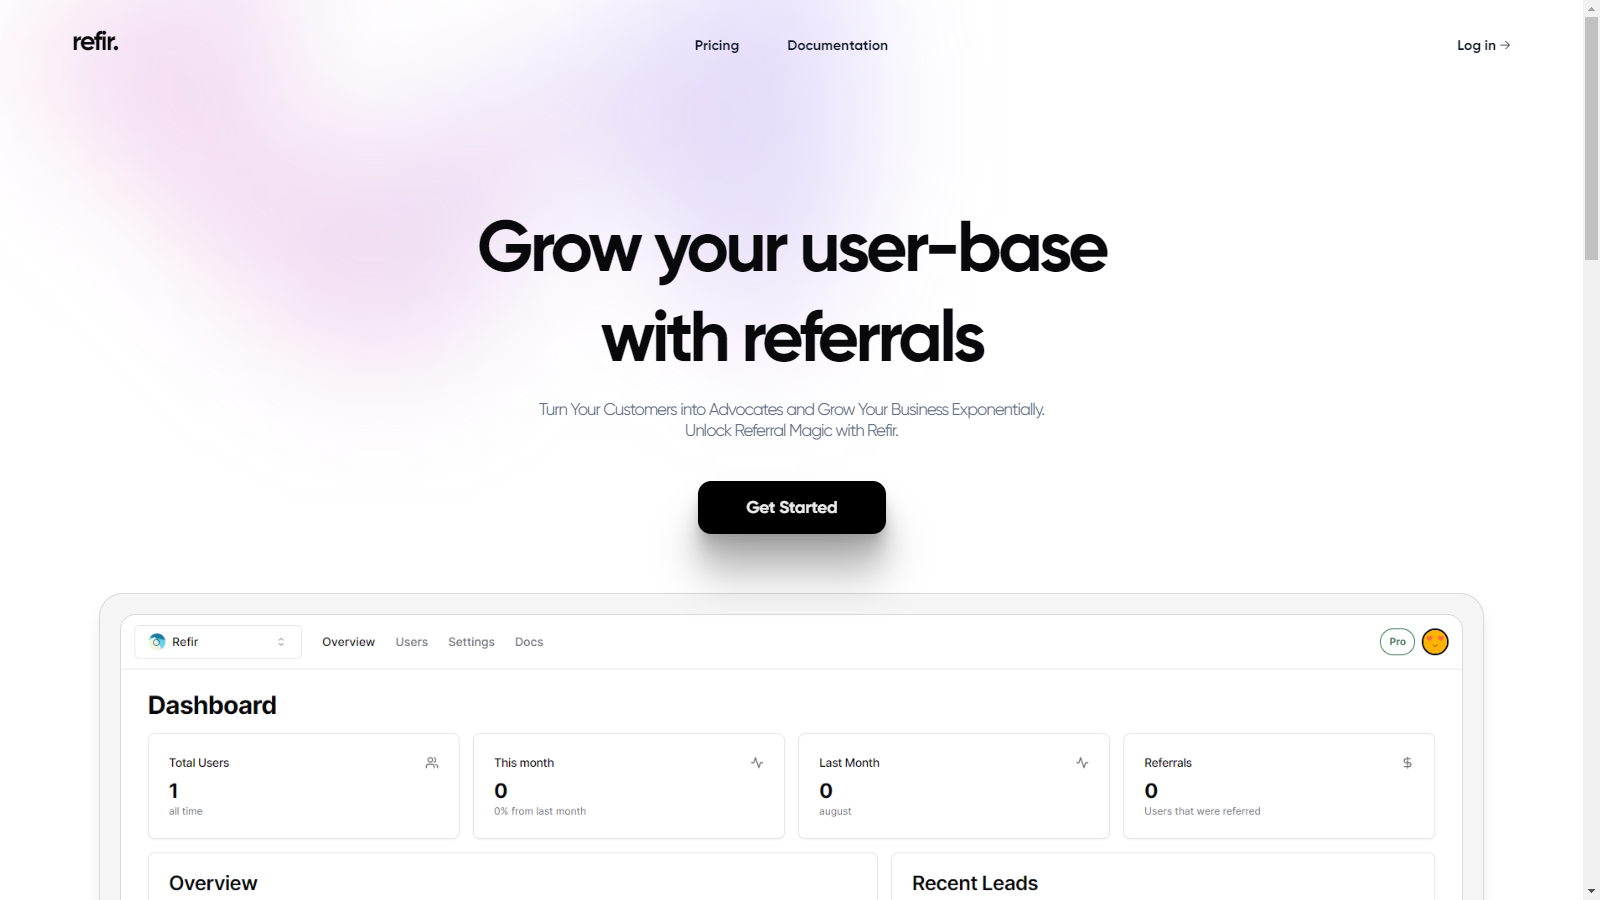 refir.
Pricing
Documentation
Log in →
Grow your user-base
with referrals
Turn Your Customers into Advocates and Grow Your Business Exponentially.
Unlock Referral Magic with Refir.
Get Started
Refir
Overview
Users
Settings
Docs
Pro
Dashboard
Total Users
1
all time
This month
0
0% from last month
Last Month
0
august
Referrals
$
0
Users that were referred
Overview
Recent Leads